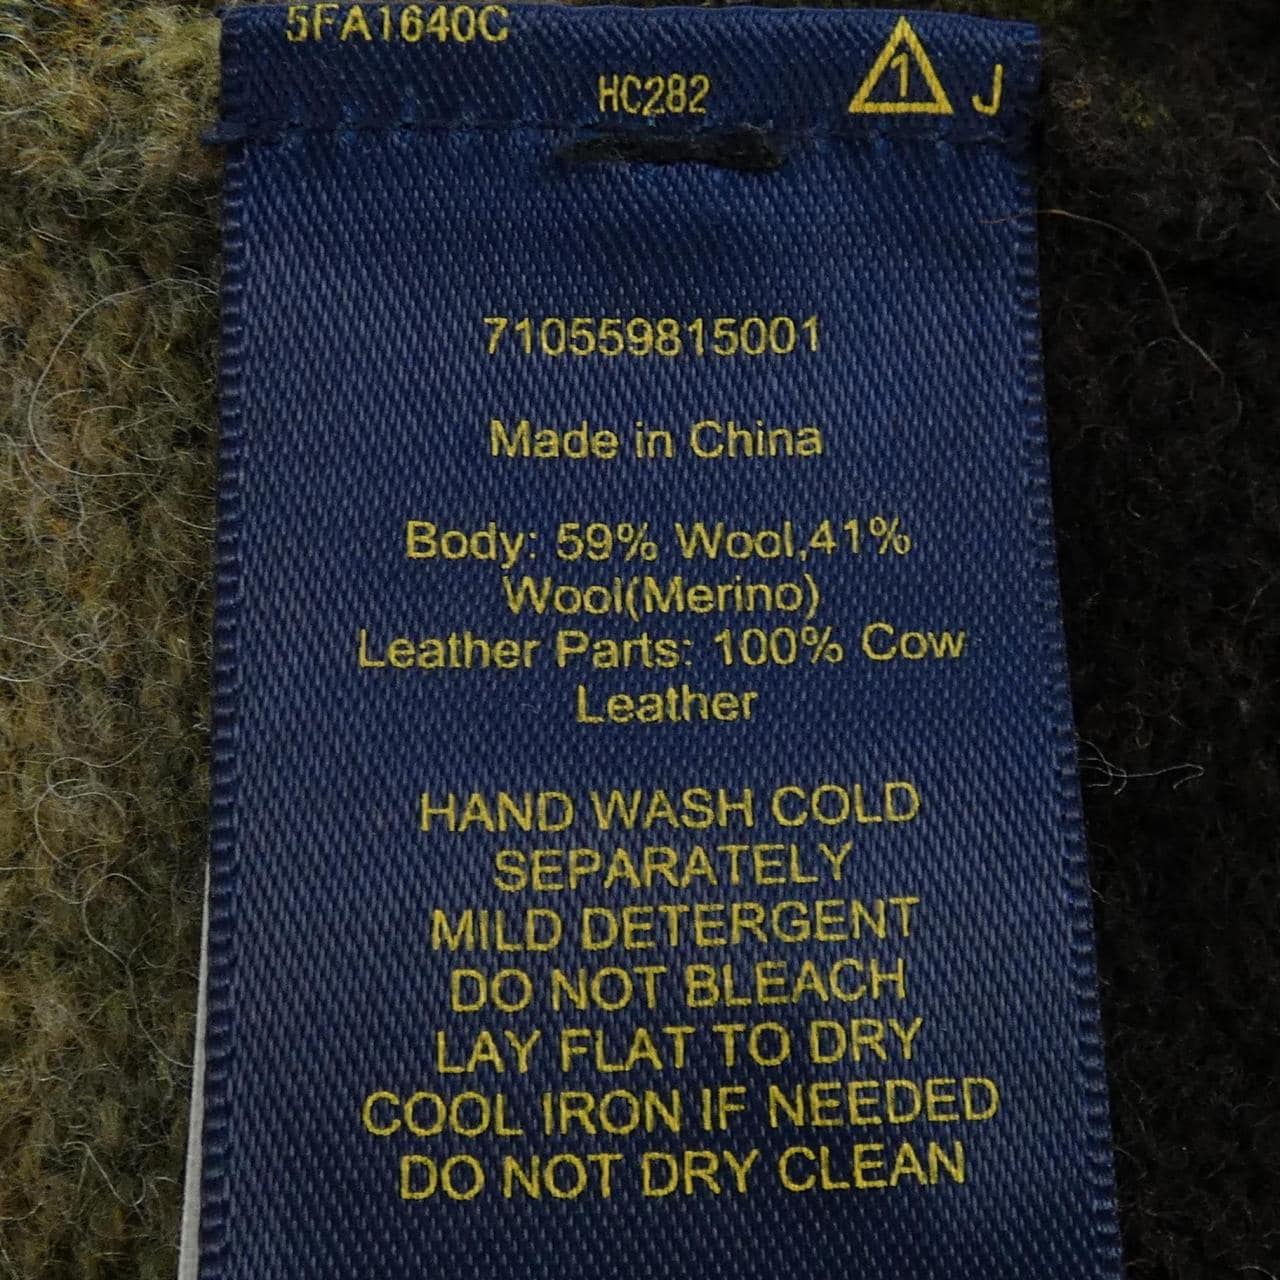 5FA1640C
HC282
1 J
710559815001
Made in China
Body: 59% Wool,41%
Wool(Merino)
Leather Parts: 100% Cow
Leather
HAND WASH COLD
SEPARATELY
MILD DETERGENT
DO NOT BLEACH
LAY FLAT TO DRY
COOL IRON IF NEEDED
DO NOT DRY CLEAN